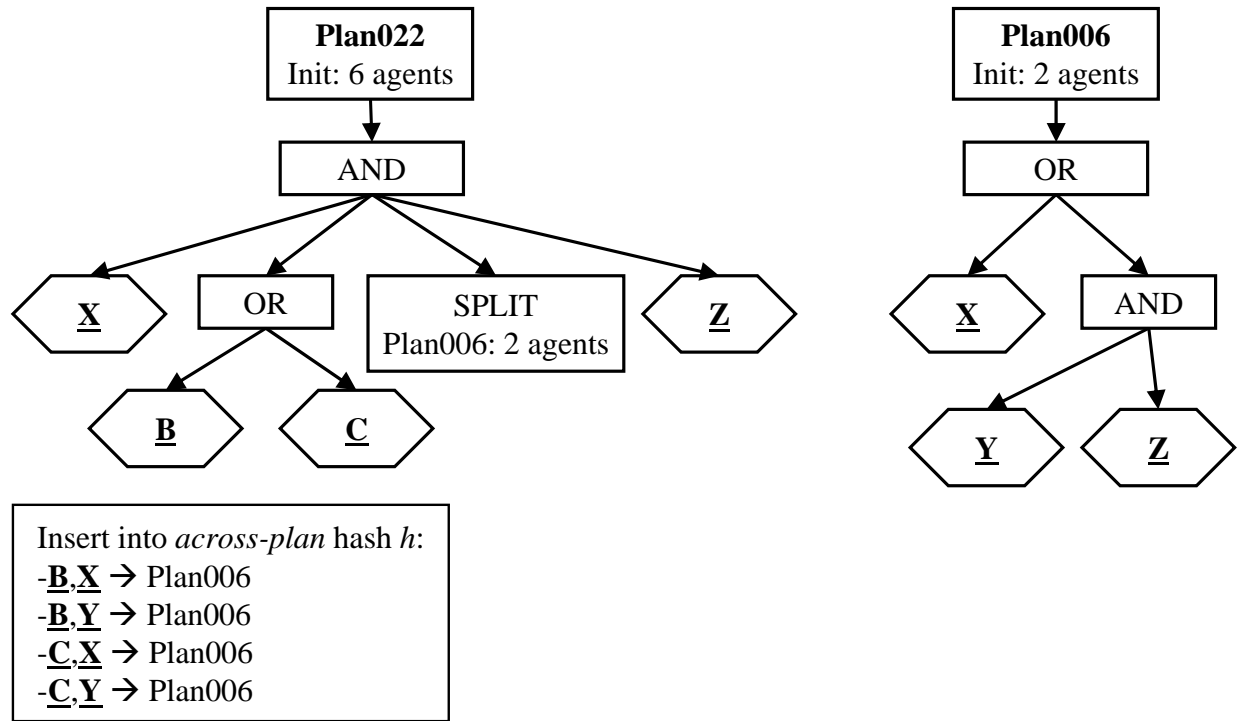 Plan022
Init: 6 agents
AND
X
OR
SPLIT
Plan006: 2 agents
Z
B
C
Plan006
Init: 2 agents
OR
X
AND
Y
Z
Insert into across-plan hash h:
-B,X → Plan006
-B,Y → Plan006
-C,X → Plan006
-C,Y → Plan006